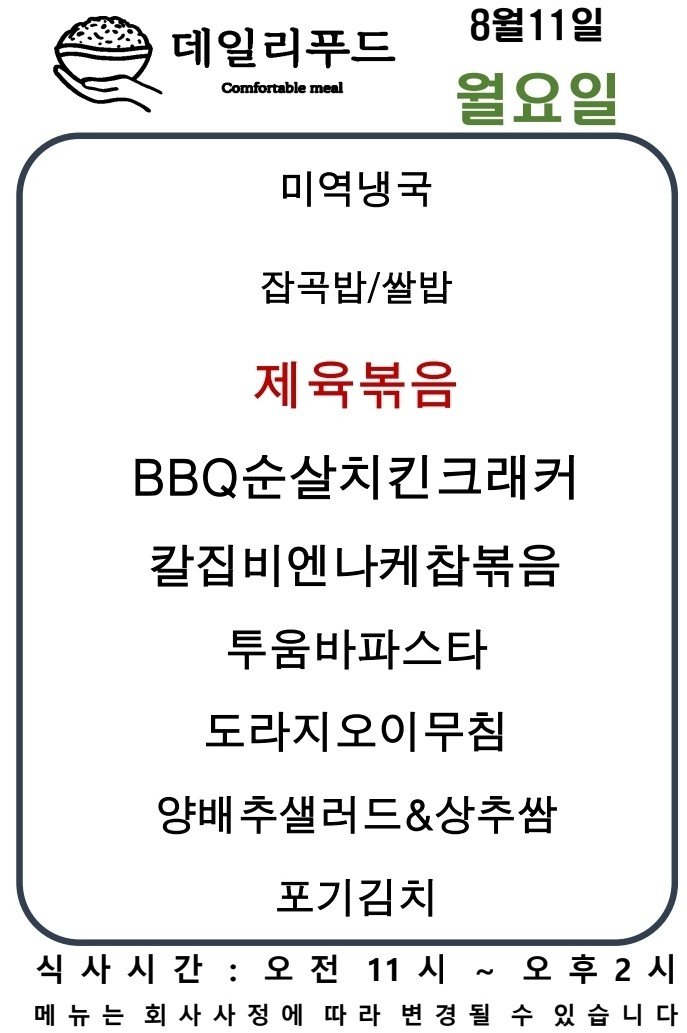 데일리푸드
Comfortable meal
8월11일
월요일
미역냉국
잡곡밥/쌀밥
제육볶음
BBQ순살치킨크래커
칼집비엔나케찹볶음
투움바파스타
도라지오이무침
양배추샐러드&상추쌈
포기김치
식사시간 : 오전 11시 ~ 오후2시
메뉴는 회사사정에 따라 변경될 수 있습니다